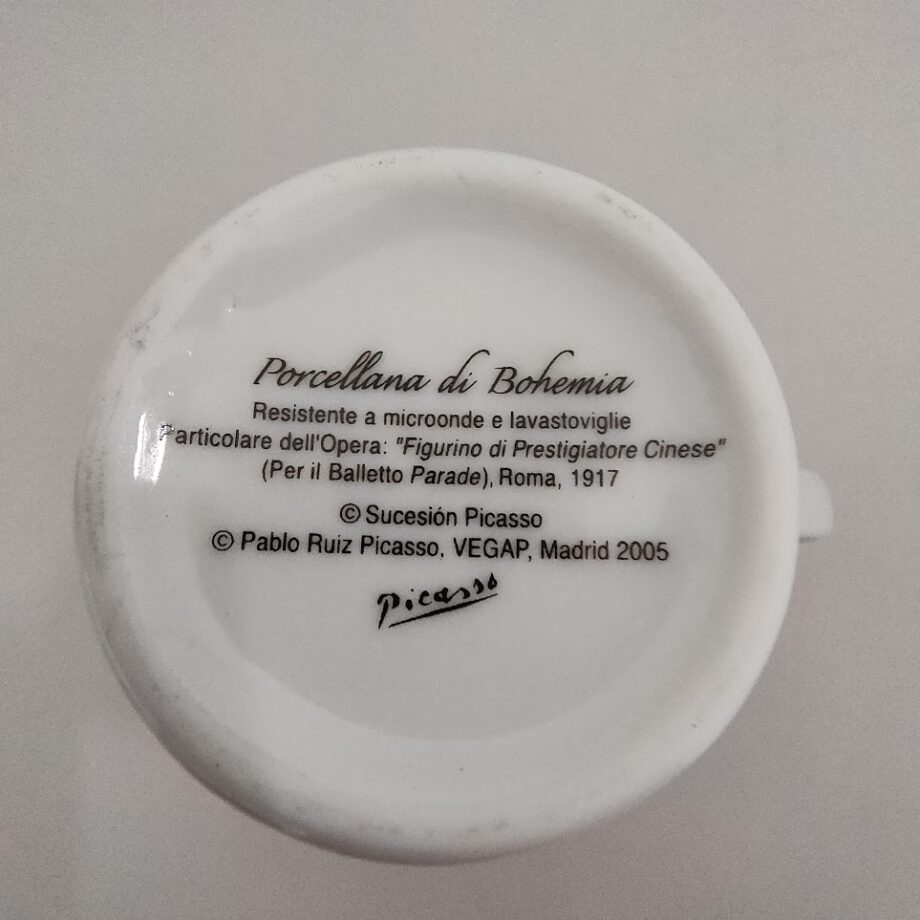 Porcellana di Bohemia
Resistente a microonde e lavastoviglie
Particolare dell'Opera: "Figurino di Prestigiatore Cinese"
(Per il Balletto Parade), Roma, 1917
© Sucesión Picasso
© Pablo Ruiz Picasso, VEGAP, Madrid 2005
Picasso